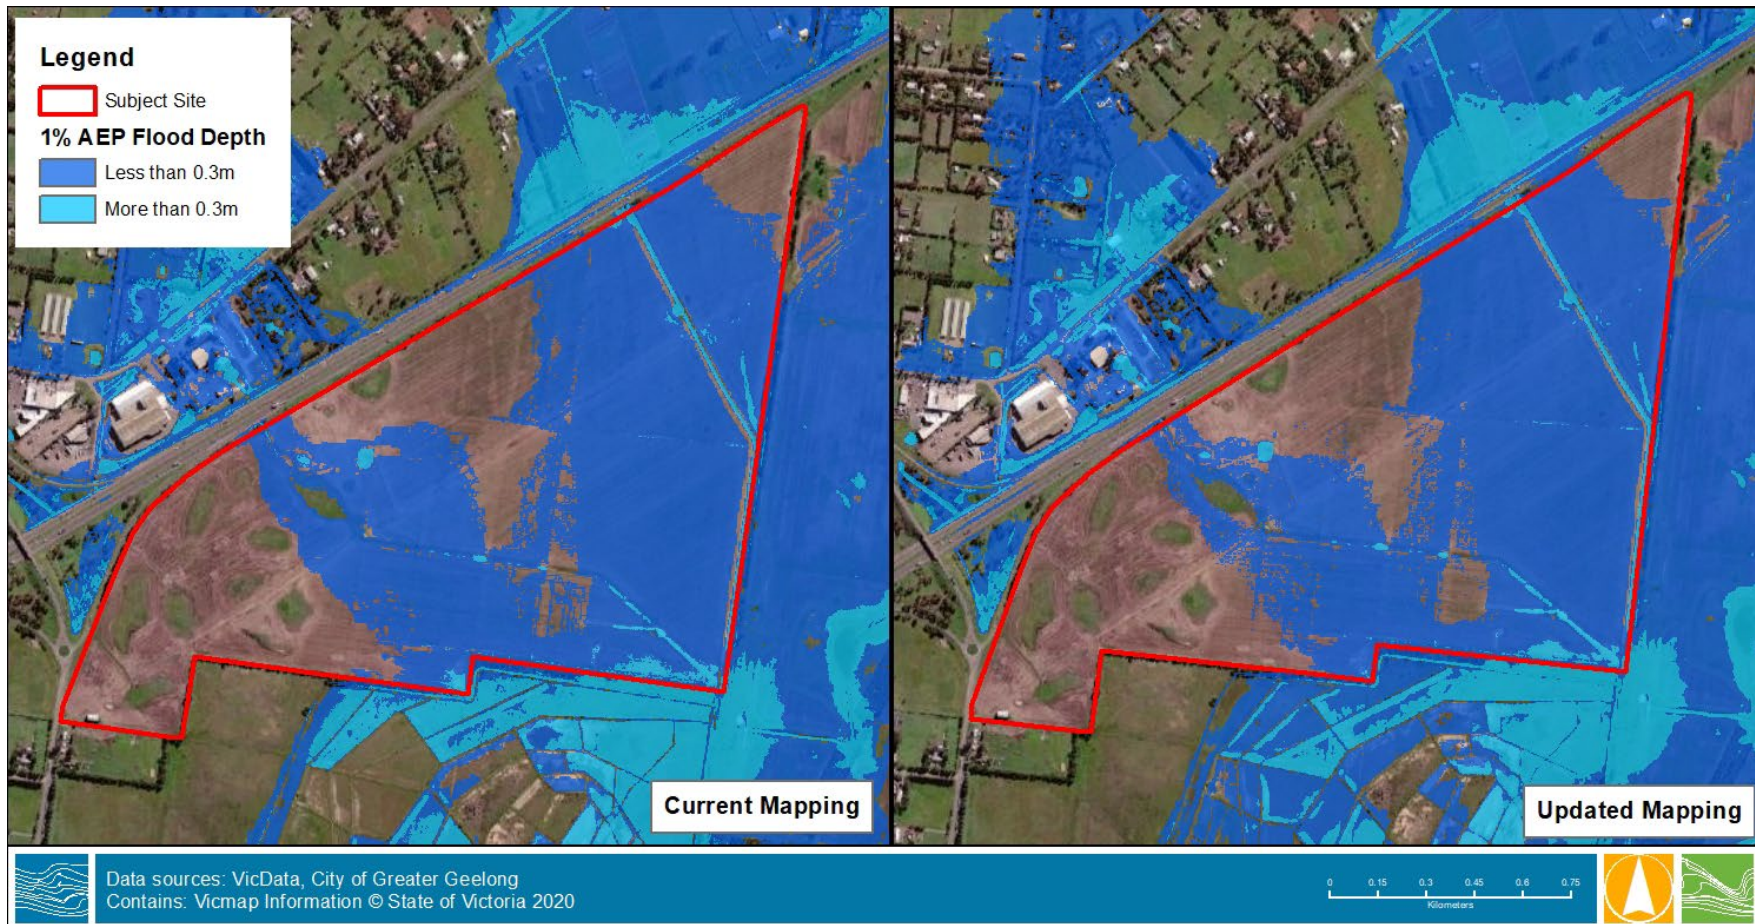 Legend
Subject Site
1% AEP Flood Depth
Less than 0.3m
More than 0.3m
Current Mapping
Updated Mapping
Data sources: VicData, City of Greater Geelong
Contains: Vicmap Information © State of Victoria 2020
0 0.15 0.3 0.45 0.6 0.75
Kilometers